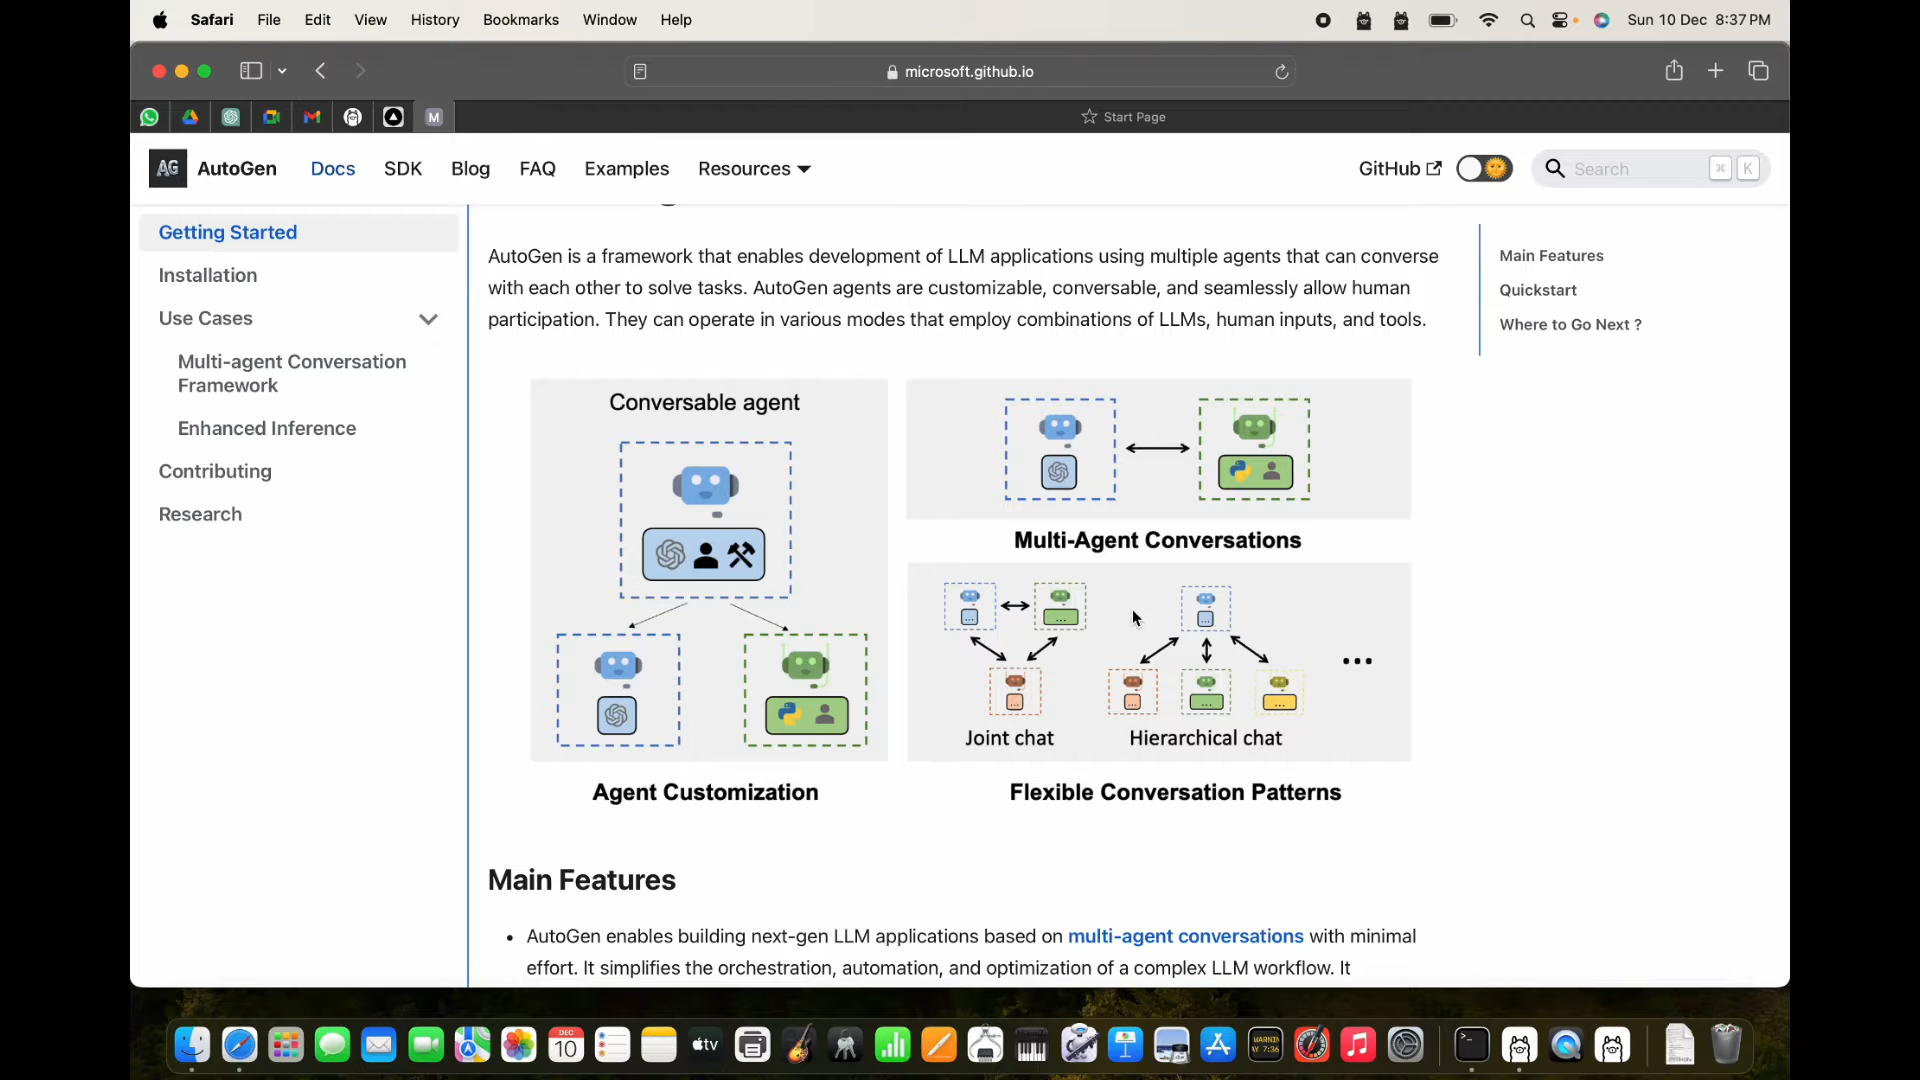 Safari File Edit View History Bookmarks Window Help Sun 10 Dec 8:37 PM
microsoft.github.io
M Start Page
AG AutoGen Docs SDK Blog FAQ Examples Resources GitHub Search ⌘ K
Getting Started
Installation
Use Cases
Multi-agent Conversation
Framework
Enhanced Inference
Contributing
Research
AutoGen is a framework that enables development of LLM applications using multiple agents that can converse
with each other to solve tasks. AutoGen agents are customizable, conversable, and seamlessly allow human
participation. They can operate in various modes that employ combinations of LLMs, human inputs, and tools.
Main Features
Quickstart
Where to Go Next ?
Conversable agent
Agent Customization
Multi-Agent Conversations
...
...
...
...
...
...
...
...
Joint chat
Hierarchical chat
Flexible Conversation Patterns
Main Features
• AutoGen enables building next-gen LLM applications based on multi-agent conversations with minimal
effort. It simplifies the orchestration, automation, and optimization of a complex LLM workflow. It
DEC
10
tv
WARNIN
Y 7:36